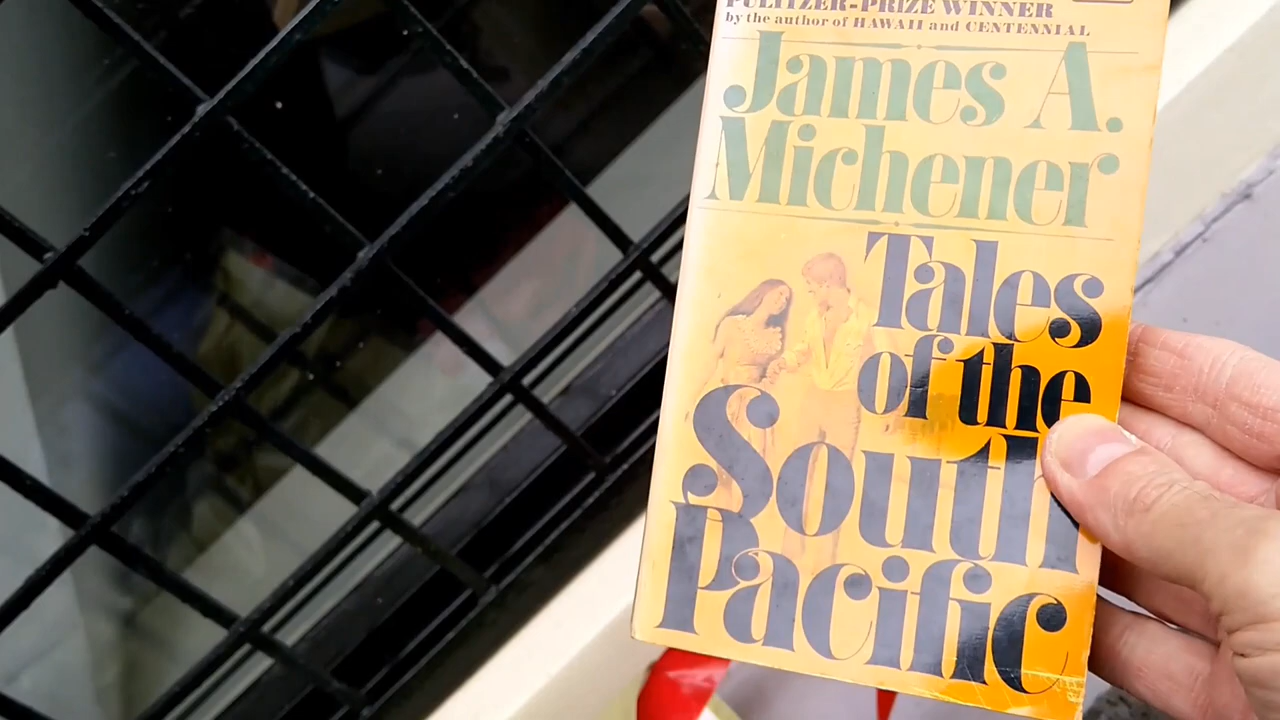 PULITZER-PRIZE WINNER
by the author of HAWAII and CENTENNIAL
James A.
Michener
Tales
of the
South
Pacific